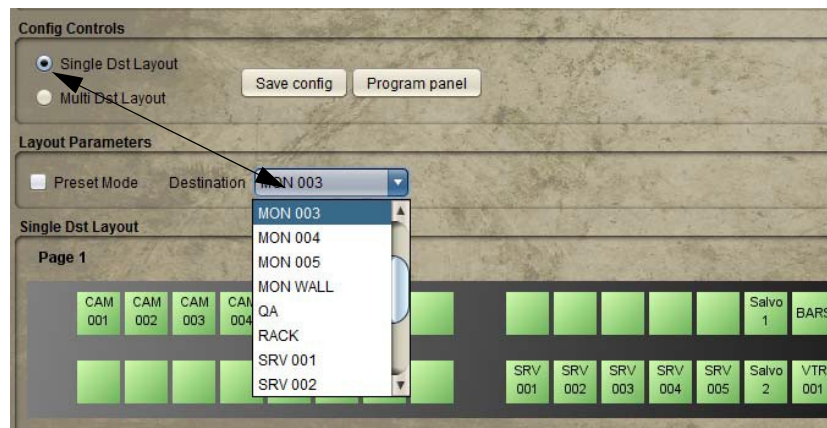 Config Controls
Single Dst Layout
Multi Dst Layout
Save config
Program panel
Layout Parameters
Preset Mode
Destination
MON 003
MON 003
MON 004
MON 005
MON WALL
QA
RACK
SRV 001
SRV 002
Single Dst Layout
Page 1
CAM 001
CAM 002
CAM 003
CAM 004
Salvo 1
BARS
SRV 001
SRV 002
SRV 003
SRV 004
SRV 005
Salvo 2
VTR 001